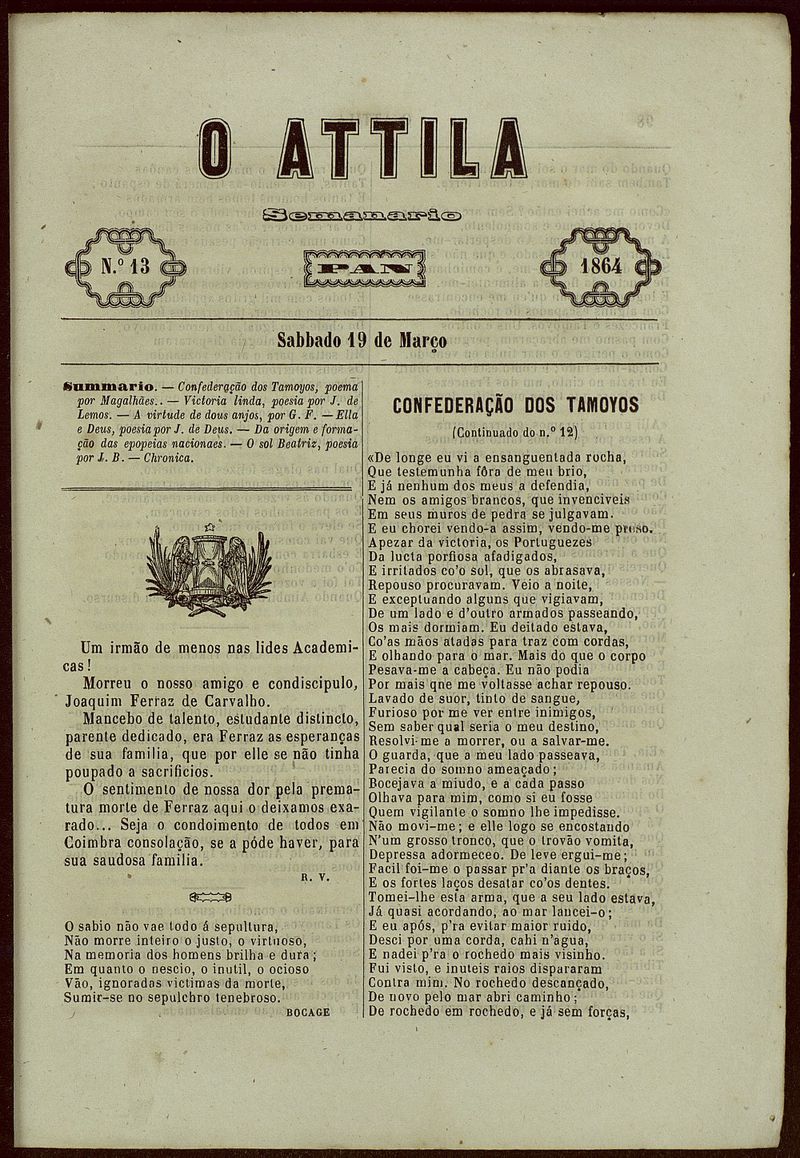 O ATTILA
Semanario
N.º 13
PAN
1864
Sabbado 19 de Março
Summario. — Confederação dos Tamoyos, poema
por Magalhães.. — Victoria linda, poesia por J. de
Lemos. — A virtude de dous anjos, por G. F. — Ella
e Deus, poesia por J. de Deus. — Da origem e forma-
ção das epopeias nacionaes. — O sol Beatriz, poesia
por I. B. — Chronica.
Um irmão de menos nas lides Academi-
cas!
Morreu o nosso amigo e condiscipulo,
Joaquim Ferraz de Carvalho.
Mancebo de talento, estudante distincto,
parente dedicado, era Ferraz as esperanças
de sua familia, que por elle se não tinha
poupado a sacrificios.
O sentimento de nossa dor pela prema-
tura morte de Ferraz aqui o deixamos exa-
rado... Seja o condoimento de todos em
Coimbra consolação, se a póde haver, para
sua saudosa familia.
R. V.
O sabio não vae todo á sepultura,
Não morre inteiro o justo, o virtuoso,
Na memoria dos homens brilha e dura;
Em quanto o nescio, o inutil, o ocioso
Vão, ignoradas victimas da morte,
Sumir-se no sepulchro tenebroso.
BOCAGE
CONFEDERAÇÃO DOS TAMOYOS
(Continuado do n.º 12)
«De longe eu vi a ensanguentada rocha,
Que testemunha fôra de meu brio,
E já nenhum dos meus a defendia,
Nem os amigos brancos, que invenciveis
Em seus muros de pedra se julgavam.
E eu chorei vendo-a assim, vendo-me preso.
Apezar da victoria, os Portuguezes
Da lucta porfiosa afadigados,
E irritados co'o sol, que os abrasava,
Repouso procuravam. Veio a noite,
E exceptuando alguns que vigiavam,
De um lado e d'outro armados passeando,
Os mais dormiam. Eu deitado estava,
Co'as mãos atadas para traz com cordas,
E olhando para o mar. Mais do que o corpo
Pesava-me a cabeça. Eu não podia
Por mais qne me voltasse achar repouso.
Lavado de suor, tinto de sangue,
Furioso por me ver entre inimigos,
Sem saber qual seria o meu destino,
Resolvi-me a morrer, ou a salvar-me.
O guarda, que a meu lado passeava,
Parecia do somno ameaçado;
Bocejava a miudo, e a cada passo
Olhava para mim, como si eu fosse
Quem vigilante o somno lhe impedisse.
Não movi-me; e elle logo se encostando
N'um grosso tronco, que o trovão vomita,
Depressa adormeceo. De leve ergui-me;
Facil foi-me o passar pr'a diante os braços,
E os fortes laços desatar co'os dentes.
Tomei-lhe esta arma, que a seu lado estava,
Já quasi acordando, ao mar lancei-o;
E eu após, p'ra evitar maior ruido,
Desci por uma corda, cahi n'agua,
E nadei p'ra o rochedo mais visinho.
Fui visto, e inuteis raios dispararam
Contra mim. No rochedo descançado,
De novo pelo mar abri caminho;
De rochedo em rochedo, e já sem forças,